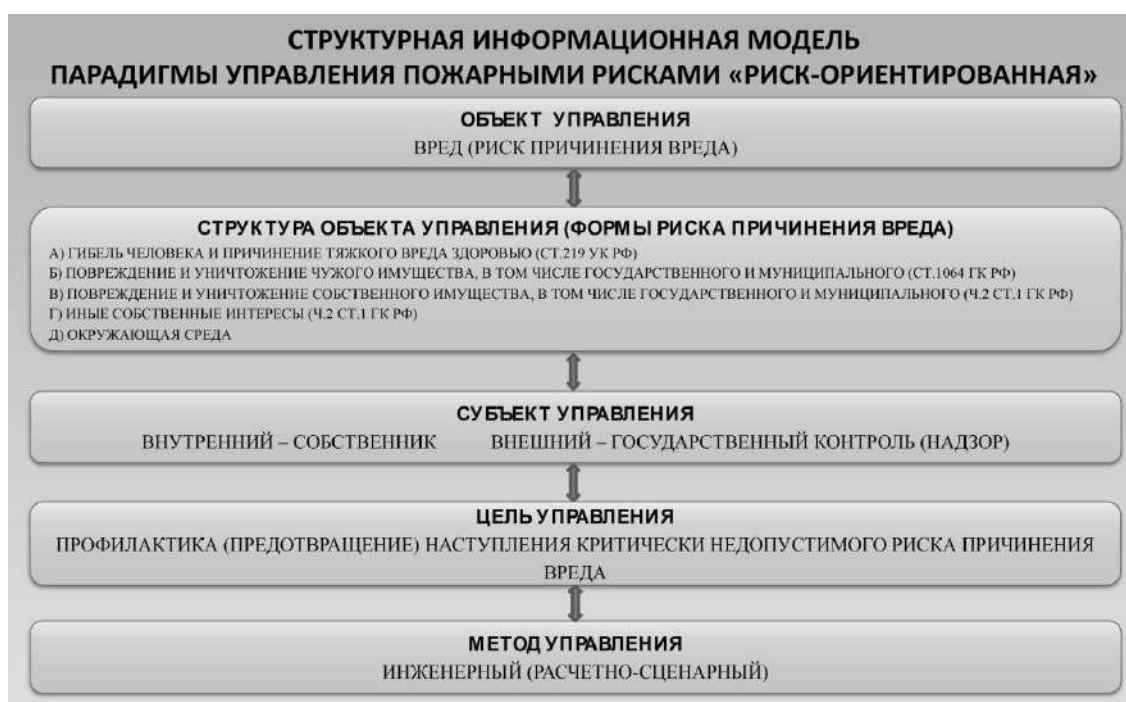 СТРУКТУРНАЯ ИНФОРМАЦИОННАЯ МОДЕЛЬ
ПАРАДИГМЫ УПРАВЛЕНИЯ ПОЖАРНЫМИ РИСКАМИ «РИСК-ОРИЕНТИРОВАННАЯ»
ОБЪЕКТ УПРАВЛЕНИЯ
ВРЕД (РИСК ПРИЧИНЕНИЯ ВРЕДА)
СТРУКТУРА ОБЪЕКТА УПРАВЛЕНИЯ (ФОРМЫ РИСКА ПРИЧИНЕНИЯ ВРЕДА)
А) ГИБЕЛЬ ЧЕЛОВЕКА И ПРИЧИНЕНИЕ ТЯЖКОГО ВРЕДА ЗДОРОВЬЮ (СТ.219 УК РФ)
Б) ПОВРЕЖДЕНИЕ И УНИЧТОЖЕНИЕ ЧУЖОГО ИМУЩЕСТВА, В ТОМ ЧИСЛЕ ГОСУДАРСТВЕННОГО И МУНИЦИПАЛЬНОГО (СТ.1064 ГК РФ)
В) ПОВРЕЖДЕНИЕ И УНИЧТОЖЕНИЕ СОБСТВЕННОГО ИМУЩЕСТВА, В ТОМ ЧИСЛЕ ГОСУДАРСТВЕННОГО И МУНИЦИПАЛЬНОГО (Ч.2 СТ.1 ГК РФ)
Г) ИНЫЕ СОБСТВЕННЫЕ ИНТЕРЕСЫ (Ч.2 СТ.1 ГК РФ)
Д) ОКРУЖАЮЩАЯ СРЕДА
СУБЪЕКТ УПРАВЛЕНИЯ
ВНУТРЕННИЙ – СОБСТВЕННИК ВНЕШНИЙ – ГОСУДАРСТВЕННЫЙ КОНТРОЛЬ (НАДЗОР)
ЦЕЛЬ УПРАВЛЕНИЯ
ПРОФИЛАКТИКА (ПРЕДОТВРАЩЕНИЕ) НАСТУПЛЕНИЯ КРИТИЧЕСКИ НЕДОПУСТИМОГО РИСКА ПРИЧИНЕНИЯ
ВРЕДА
МЕТОД УПРАВЛЕНИЯ
ИНЖЕНЕРНЫЙ (РАСЧЕТНО-СЦЕНАРНЫЙ)